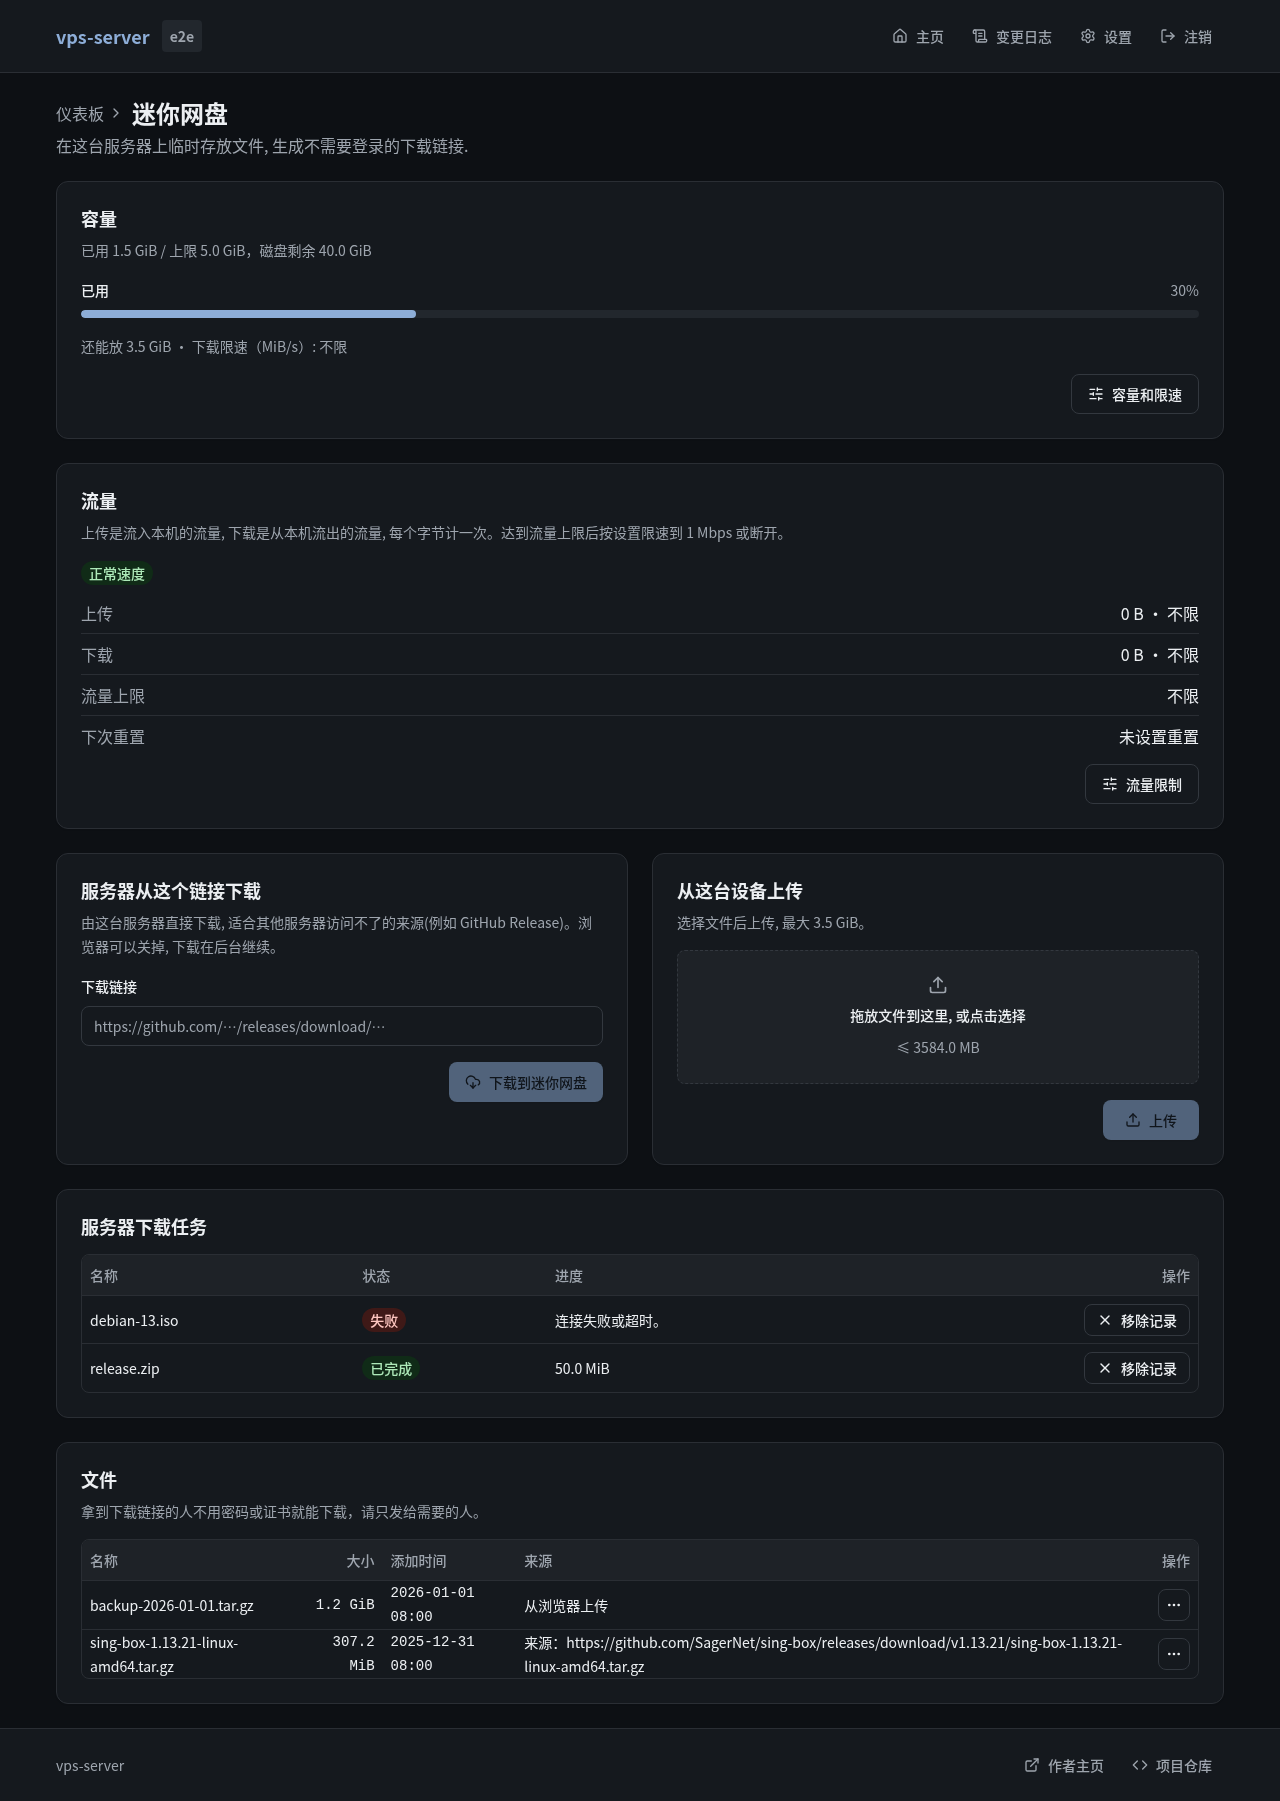 vps-server e2e 主页 变更日志 设置 注销
仪表板 迷你网盘
在这台服务器上临时存放文件, 生成不需要登录的下载链接.
容量
已用 1.5 GiB / 上限 5.0 GiB，磁盘剩余 40.0 GiB
已用 30%
还能放 3.5 GiB · 下载限速（MiB/s）: 不限
容量和限速
流量
上传是流入本机的流量, 下载是从本机流出的流量, 每个字节计一次。达到流量上限后按设置限速到 1 Mbps 或断开。
正常速度
上传 0 B · 不限
下载 0 B · 不限
流量上限 不限
下次重置 未设置重置
流量限制
服务器从这个链接下载
由这台服务器直接下载, 适合其他服务器访问不了的来源(例如 GitHub Release)。浏
览器可以关掉, 下载在后台继续。
下载链接
https://github.com/…/releases/download/…
下载到迷你网盘
从这台设备上传
选择文件后上传, 最大 3.5 GiB。
拖放文件到这里, 或点击选择
≤ 3584.0 MB
上传
服务器下载任务
名称 状态 进度 操作
debian-13.iso 失败 连接失败或超时。 移除记录
release.zip 已完成 50.0 MiB 移除记录
文件
拿到下载链接的人不用密码或证书就能下载，请只发给需要的人。
名称 大小 添加时间 来源 操作
backup-2026-01-01.tar.gz 1.2 GiB 2026-01-01 08:00 从浏览器上传
sing-box-1.13.21-linux- 307.2 2025-12-31 来源：https://github.com/SagerNet/sing-box/releases/download/v1.13.21/sing-box-1.13.21-
amd64.tar.gz MiB 08:00 linux-amd64.tar.gz
vps-server 作者主页 项目仓库